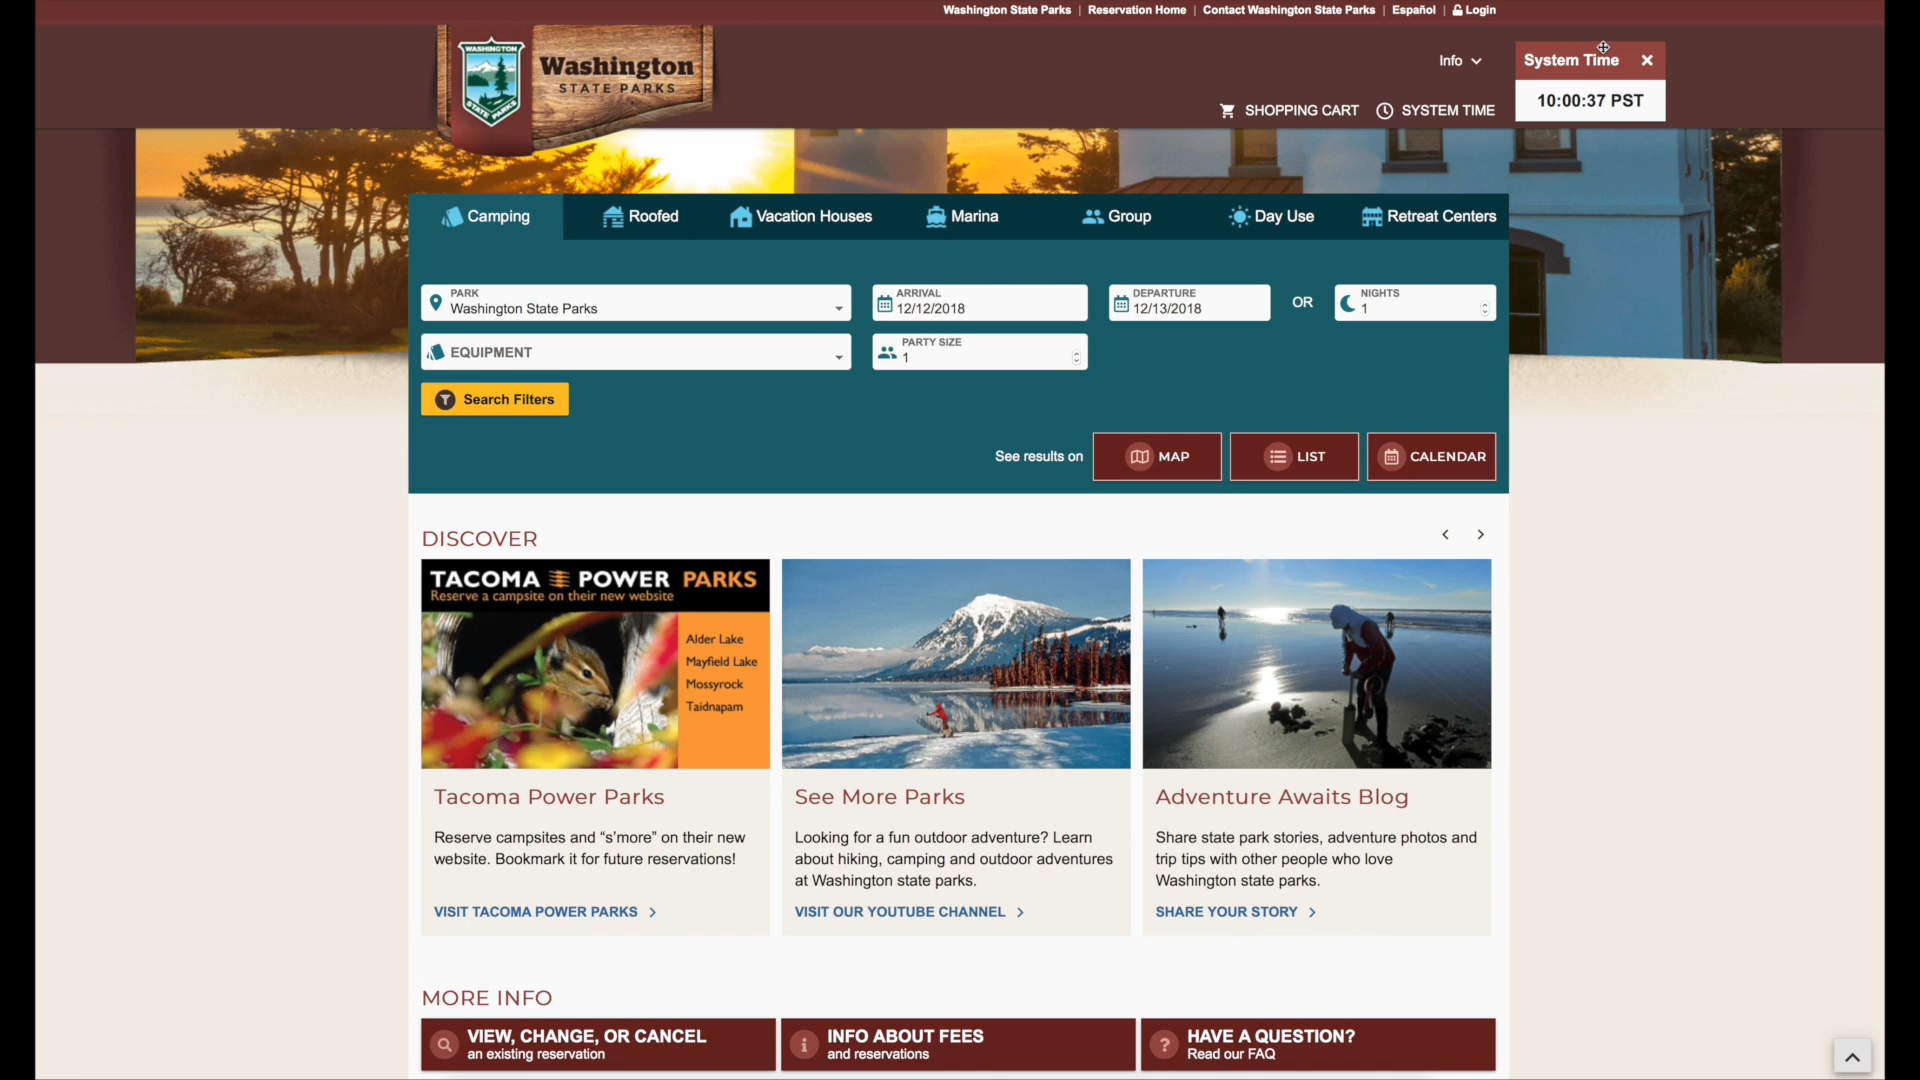 Washington State Parks | Reservation Home | Contact Washington State Parks | Español | Login
WASHINGTON
STATE PARKS
Washington
STATE PARKS
Info
System Time
10:00:37 PST
SHOPPING CART
SYSTEM TIME
Camping
Roofed
Vacation Houses
Marina
Group
Day Use
Retreat Centers
PARK
Washington State Parks
ARRIVAL
12/12/2018
DEPARTURE
12/13/2018
OR
NIGHTS
1
EQUIPMENT
PARTY SIZE
1
Search Filters
See results on
MAP
LIST
CALENDAR
DISCOVER
TACOMA POWER PARKS
Reserve a campsite on their new website
Alder Lake
Mayfield Lake
Mossyrock
Taidnapam
Tacoma Power Parks
Reserve campsites and “s’more” on their new
website. Bookmark it for future reservations!
VISIT TACOMA POWER PARKS
See More Parks
Looking for a fun outdoor adventure? Learn
about hiking, camping and outdoor adventures
at Washington state parks.
VISIT OUR YOUTUBE CHANNEL
Adventure Awaits Blog
Share state park stories, adventure photos and
trip tips with other people who love
Washington state parks.
SHARE YOUR STORY
MORE INFO
VIEW, CHANGE, OR CANCEL
an existing reservation
INFO ABOUT FEES
and reservations
HAVE A QUESTION?
Read our FAQ